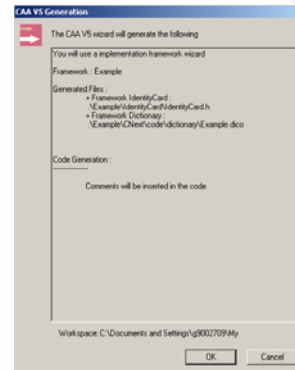 CAA V5 Generation
The CAA V5 wizard will generate the following
You will use a implementation framework wizard
Framework : Example
Generated Files :
+ Framework IdentityCard :
.\Example\IdentityCard\IdentityCard.h
+ Framework Dictionary :
.\Example\CNext\code\dictionary\Example.dico
Code Generation :
Comments will be inserted in the code
Workspace: C:\Documents and Settings\g9002709\My
OK
Cancel